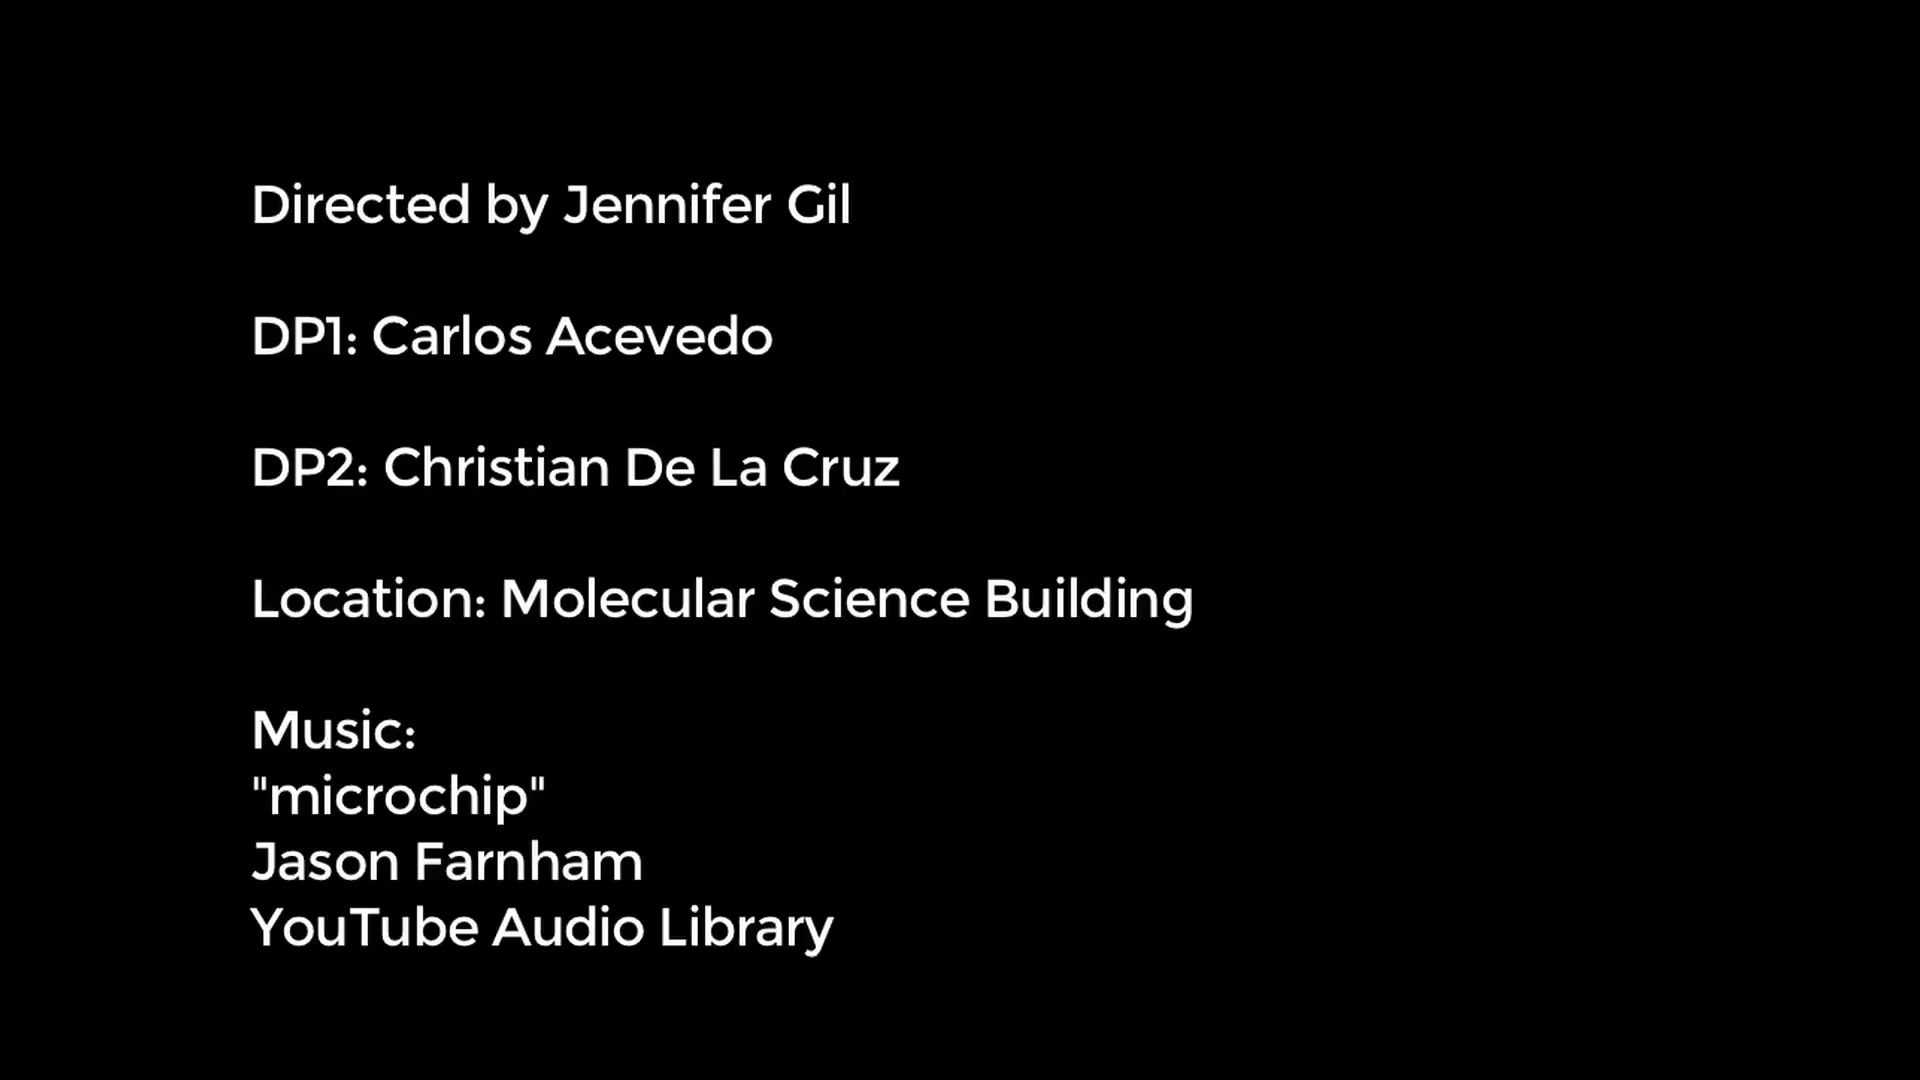 Directed by Jennifer Gil
DP1: Carlos Acevedo
DP2: Christian De La Cruz
Location: Molecular Science Building
Music:
"microchip"
Jason Farnham
YouTube Audio Library